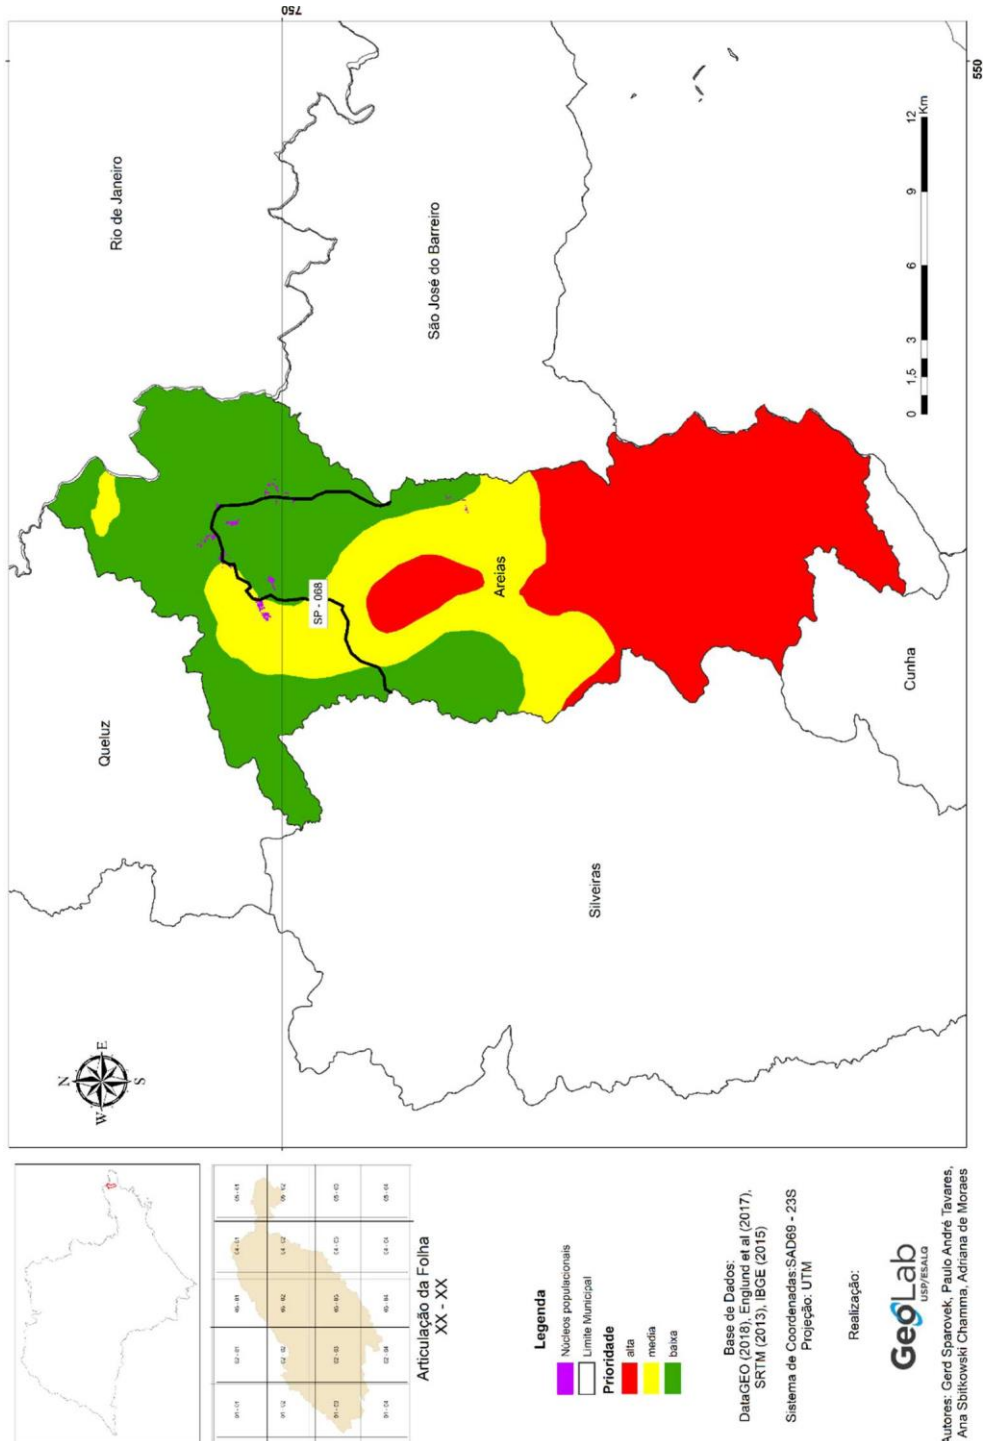 750
Rio de Janeiro
Queluz
São José do Barreiro
SP - 068
Areias
Silveiras
Cunha
N
W
E
S
0 1,5 3 6 9 12
Km
550
Articulação da Folha
XX - XX
Legenda
Núcleos populacionais
Limite Municipal
Prioridade
alta
media
baixa
Base de Dados:
DataGEO (2018), Englund et al (2017),
SRTM (2013), IBGE (2015)
Sistema de Coordenadas:SAD69 - 23S
Projeção: UTM
Realização:
GeoLab
USP/ESALQ
Autores: Gerd Sparovek, Paulo André Tavares,
Ana Sbitkowski Chamma, Adriana de Moraes